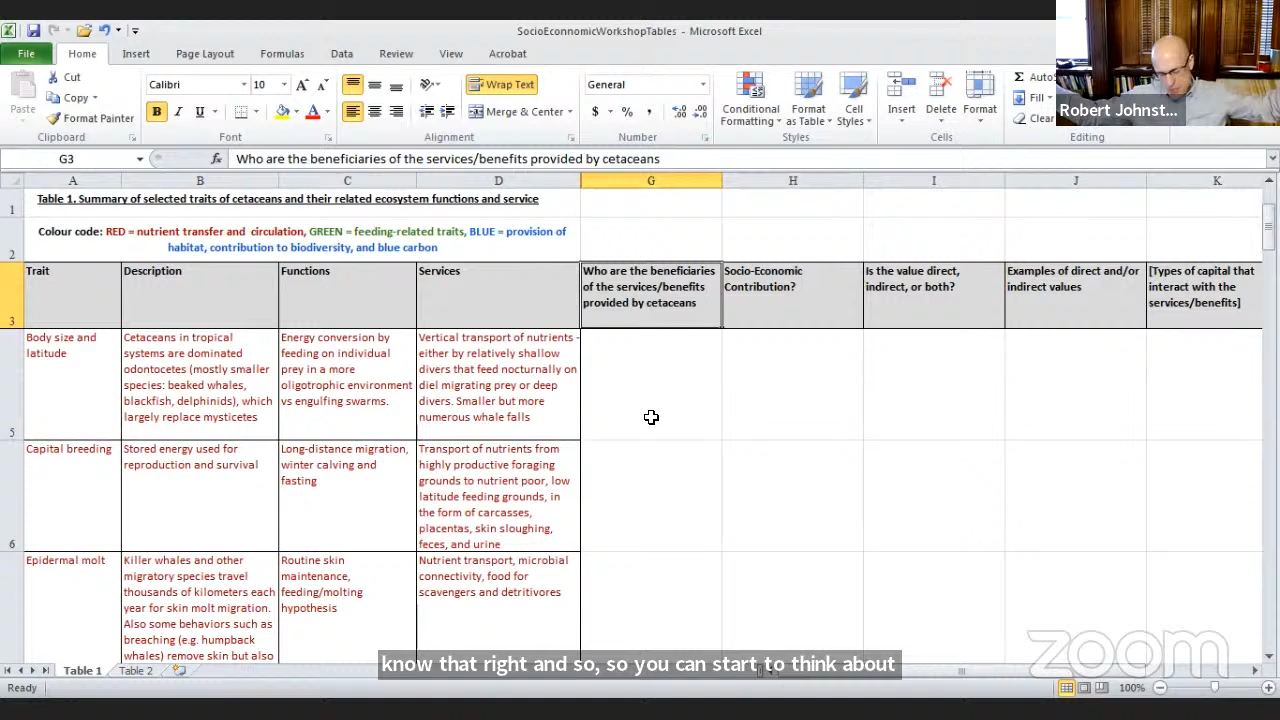 SocioEconnomicWorkshopTables - Microsoft Excel
File Home Insert Page Layout Formulas Data Review View Acrobat
Paste
Cut
Copy
Format Painter
Clipboard
Calibri 10
B I U
Font
Wrap Text
Merge & Center
Alignment
General
$ % ,
Number
Conditional Formatting
Format as Table
Cell Styles
Styles
Insert Delete Format
Cells
Fill
Editing
Robert Johnst...
G3 fx Who are the beneficiaries of the services/benefits provided by cetaceans
A B C D G H I J K
1
Table 1. Summary of selected traits of cetaceans and their related ecosystem functions and service
2
Colour code: RED = nutrient transfer and circulation, GREEN = feeding-related traits, BLUE = provision of
habitat, contribution to biodiversity, and blue carbon
3
Trait
Description
Functions
Services
Who are the beneficiaries
of the services/benefits
provided by cetaceans
Socio-Economic
Contribution?
Is the value direct,
indirect, or both?
Examples of direct and/or
indirect values
[Types of capital that
interact with the
services/benefits]
5
Body size and
latitude
Cetaceans in tropical
systems are dominated
odontocetes (mostly smaller
species: beaked whales,
blackfish, delphinids), which
largely replace mysticetes
Energy conversion by
feeding on individual
prey in a more
oligotrophic environment
vs engulfing swarms.
Vertical transport of nutrients -
either by relatively shallow
divers that feed nocturnally on
diel migrating prey or deep
divers. Smaller but more
numerous whale falls
6
Capital breeding
Stored energy used for
reproduction and survival
Long-distance migration,
winter calving and
fasting
Transport of nutrients from
highly productive foraging
grounds to nutrient poor, low
latitude feeding grounds, in
the form of carcasses,
placentas, skin sloughing,
feces, and urine
Epidermal molt
Killer whales and other
migratory species travel
thousands of kilometers each
year for skin molt migration.
Also some behaviors such as
breaching (e.g. humpback
whales) remove skin but also
Routine skin
maintenance,
feeding/molting
hypothesis
Nutrient transport, microbial
connectivity, food for
scavengers and detritivores
know that right and so, so you can start to think about
zoom
Table 1 Table 2
Ready
100%